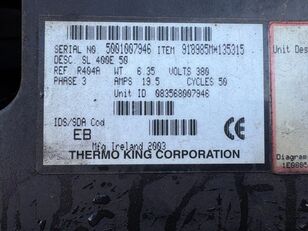 SERIAL NO 5001007946 ITEM 918985M*135315
DESC. SL 400E 50
REF. R404A WT 6.35 VOLTS 380
PHASE 3 AMPS 19.5 CYCLES 50
Unit ID 083568007946
IDS/SDA Cod
EB
Mfg Ireland 2003
CE
THERMO KING CORPORATION
Unit Des
Diagram